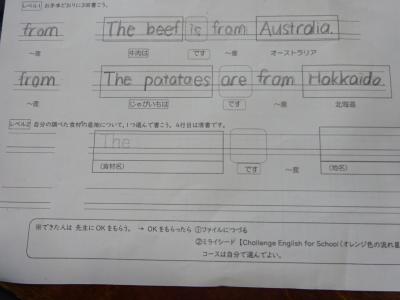 レベル1 お手本どおりに3回書こう。
from The beef is from Australia.
～産 牛肉は です ～産 オーストラリア
from The potatoes are from Hokkaido.
～産 じゃがいもは です ～産 北海道
レベル2 自分の調べた食材の産地について、1つ選んで書こう。4行目は清書です。
The
(食材名) です ～産 (地名)
※できた人は 先生にOKをもらう。 → OKをもらったら ①ファイルにつづる
②ミライシード【Challenge English for School(オレンジ色の流れ星
コースは自分で選んでよい。